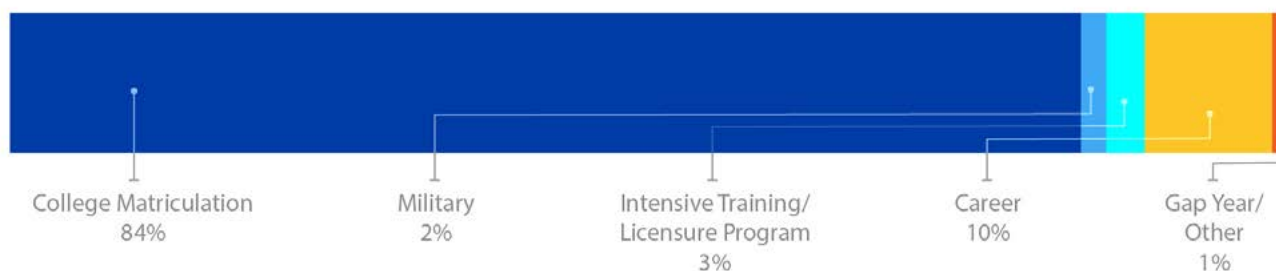 College Matriculation
84%
Military
2%
Intensive Training/
Licensure Program
3%
Career
10%
Gap Year/
Other
1%